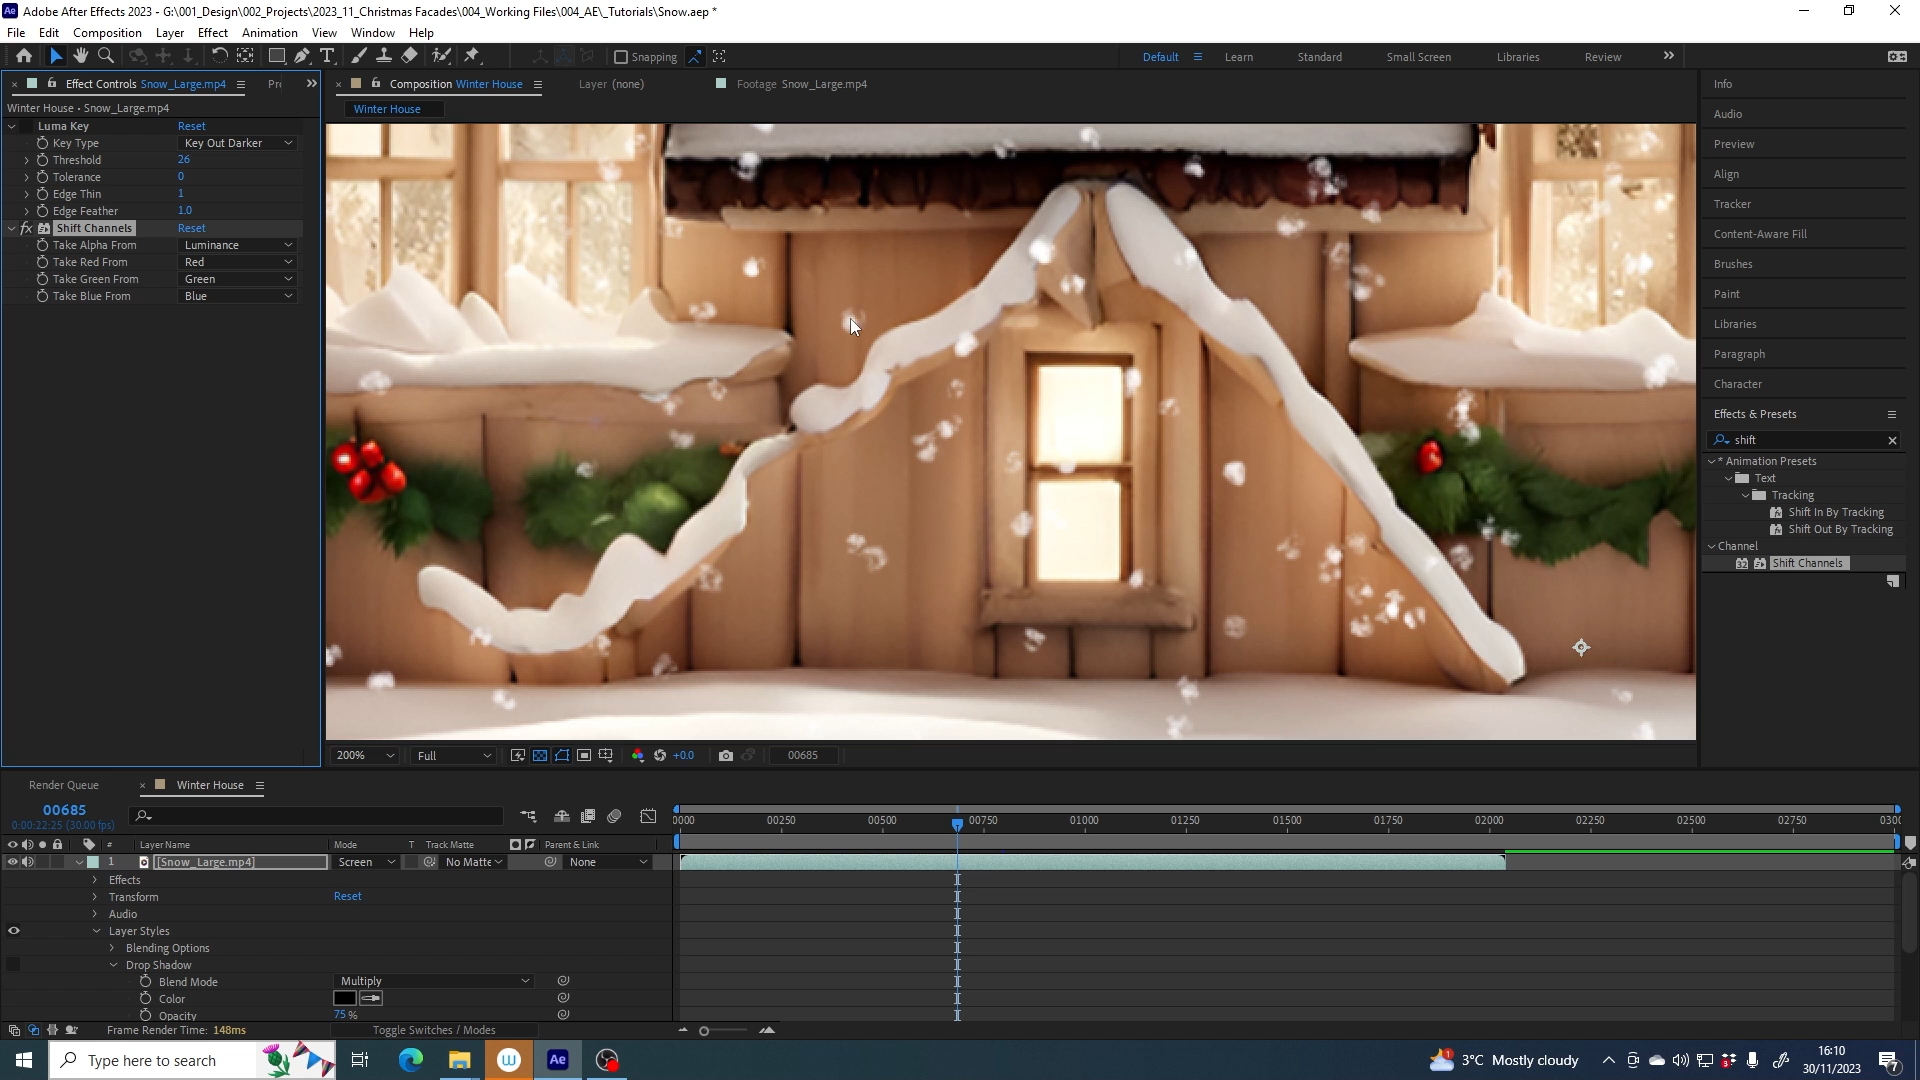 Adobe After Effects 2023 - G:\001_Design\002_Projects\2023_11_Christmas Facades\004_Working Files\004_AE\_Tutorials\Snow.aep *
File Edit Composition Layer Effect Animation View Window Help
Snapping
Default Learn Standard Small Screen Libraries Review
Effect Controls Snow_Large.mp4
Composition Winter House
Layer (none)
Footage Snow_Large.mp4
Winter House • Snow_Large.mp4
Winter House
Luma Key Reset
Key Type Key Out Darker
Threshold 26
Tolerance 0
Edge Thin 1
Edge Feather 1.0
fx Shift Channels Reset
Take Alpha From Luminance
Take Red From Red
Take Green From Green
Take Blue From Blue
Info
Audio
Preview
Align
Tracker
Content-Aware Fill
Brushes
Paint
Libraries
Paragraph
Character
Effects & Presets
shift
* Animation Presets
Text
Tracking
Shift In By Tracking
Shift Out By Tracking
Channel
32 Shift Channels
200% Full +0.0 00685
Render Queue Winter House
00685
0:00:22:25 (30.00 fps)
0000 00250 00500 00750 01000 01250 01500 01750 02000 02250 02500 02750 0300
# Layer Name Mode T Track Matte Parent & Link
1 [Snow_Large.mp4] Screen No Matte None
Effects
Transform Reset
Audio
Layer Styles
Blending Options
Drop Shadow
Blend Mode Multiply
Color
Opacity 75 %
Frame Render Time: 148ms Toggle Switches / Modes
Type here to search
Ae
3°C Mostly cloudy
16:10
30/11/2023
7